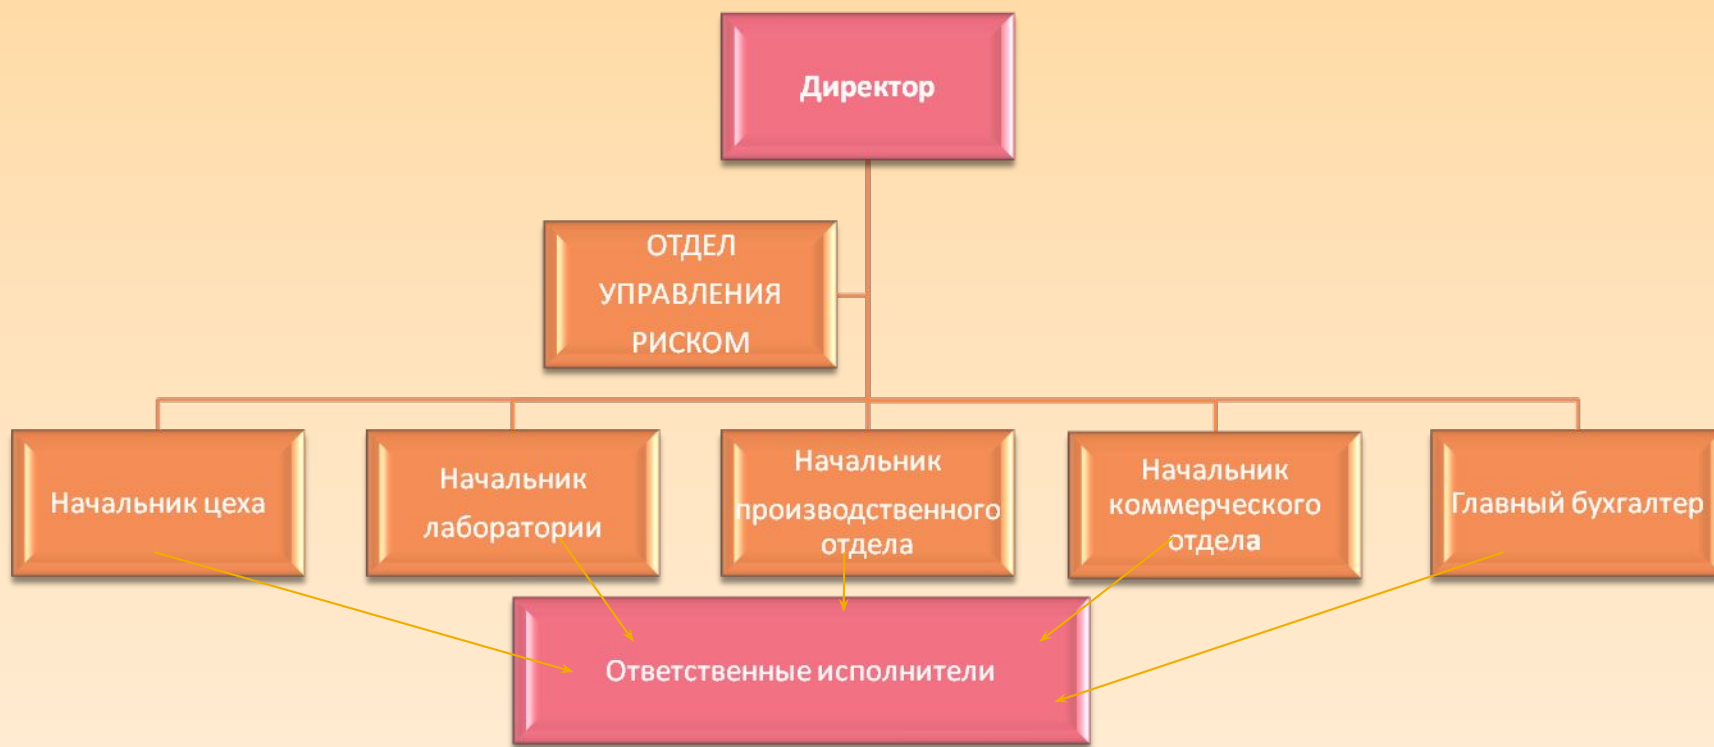 Директор
ОТДЕЛ
УПРАВЛЕНИЯ
РИСКОМ
Начальник цеха
Начальник
лаборатории
Начальник
производственного
отдела
Начальник
коммерческого
отдела
Главный бухгалтер
Ответственные исполнители